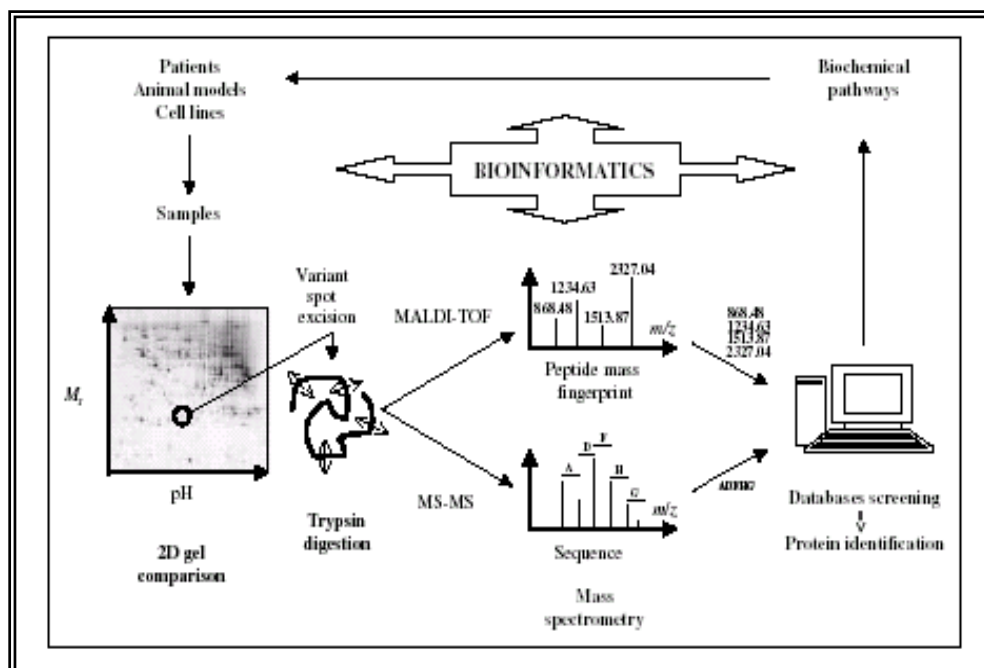 Patients
Animal models
Cell lines
Biochemical
pathways
BIOINFORMATICS
Samples
Variant
spot
excision
MALDI-TOF
868.48
1234.63
1513.87
2327.04
m/z
Peptide mass
fingerprint
868.48
1234.63
1513.87
2327.04
Mr
pH
2D gel
comparison
Trypsin
digestion
MS-MS
A
D
F
H
G
m/z
Sequence
Mass
spectrometry
Databases screening
Protein identification